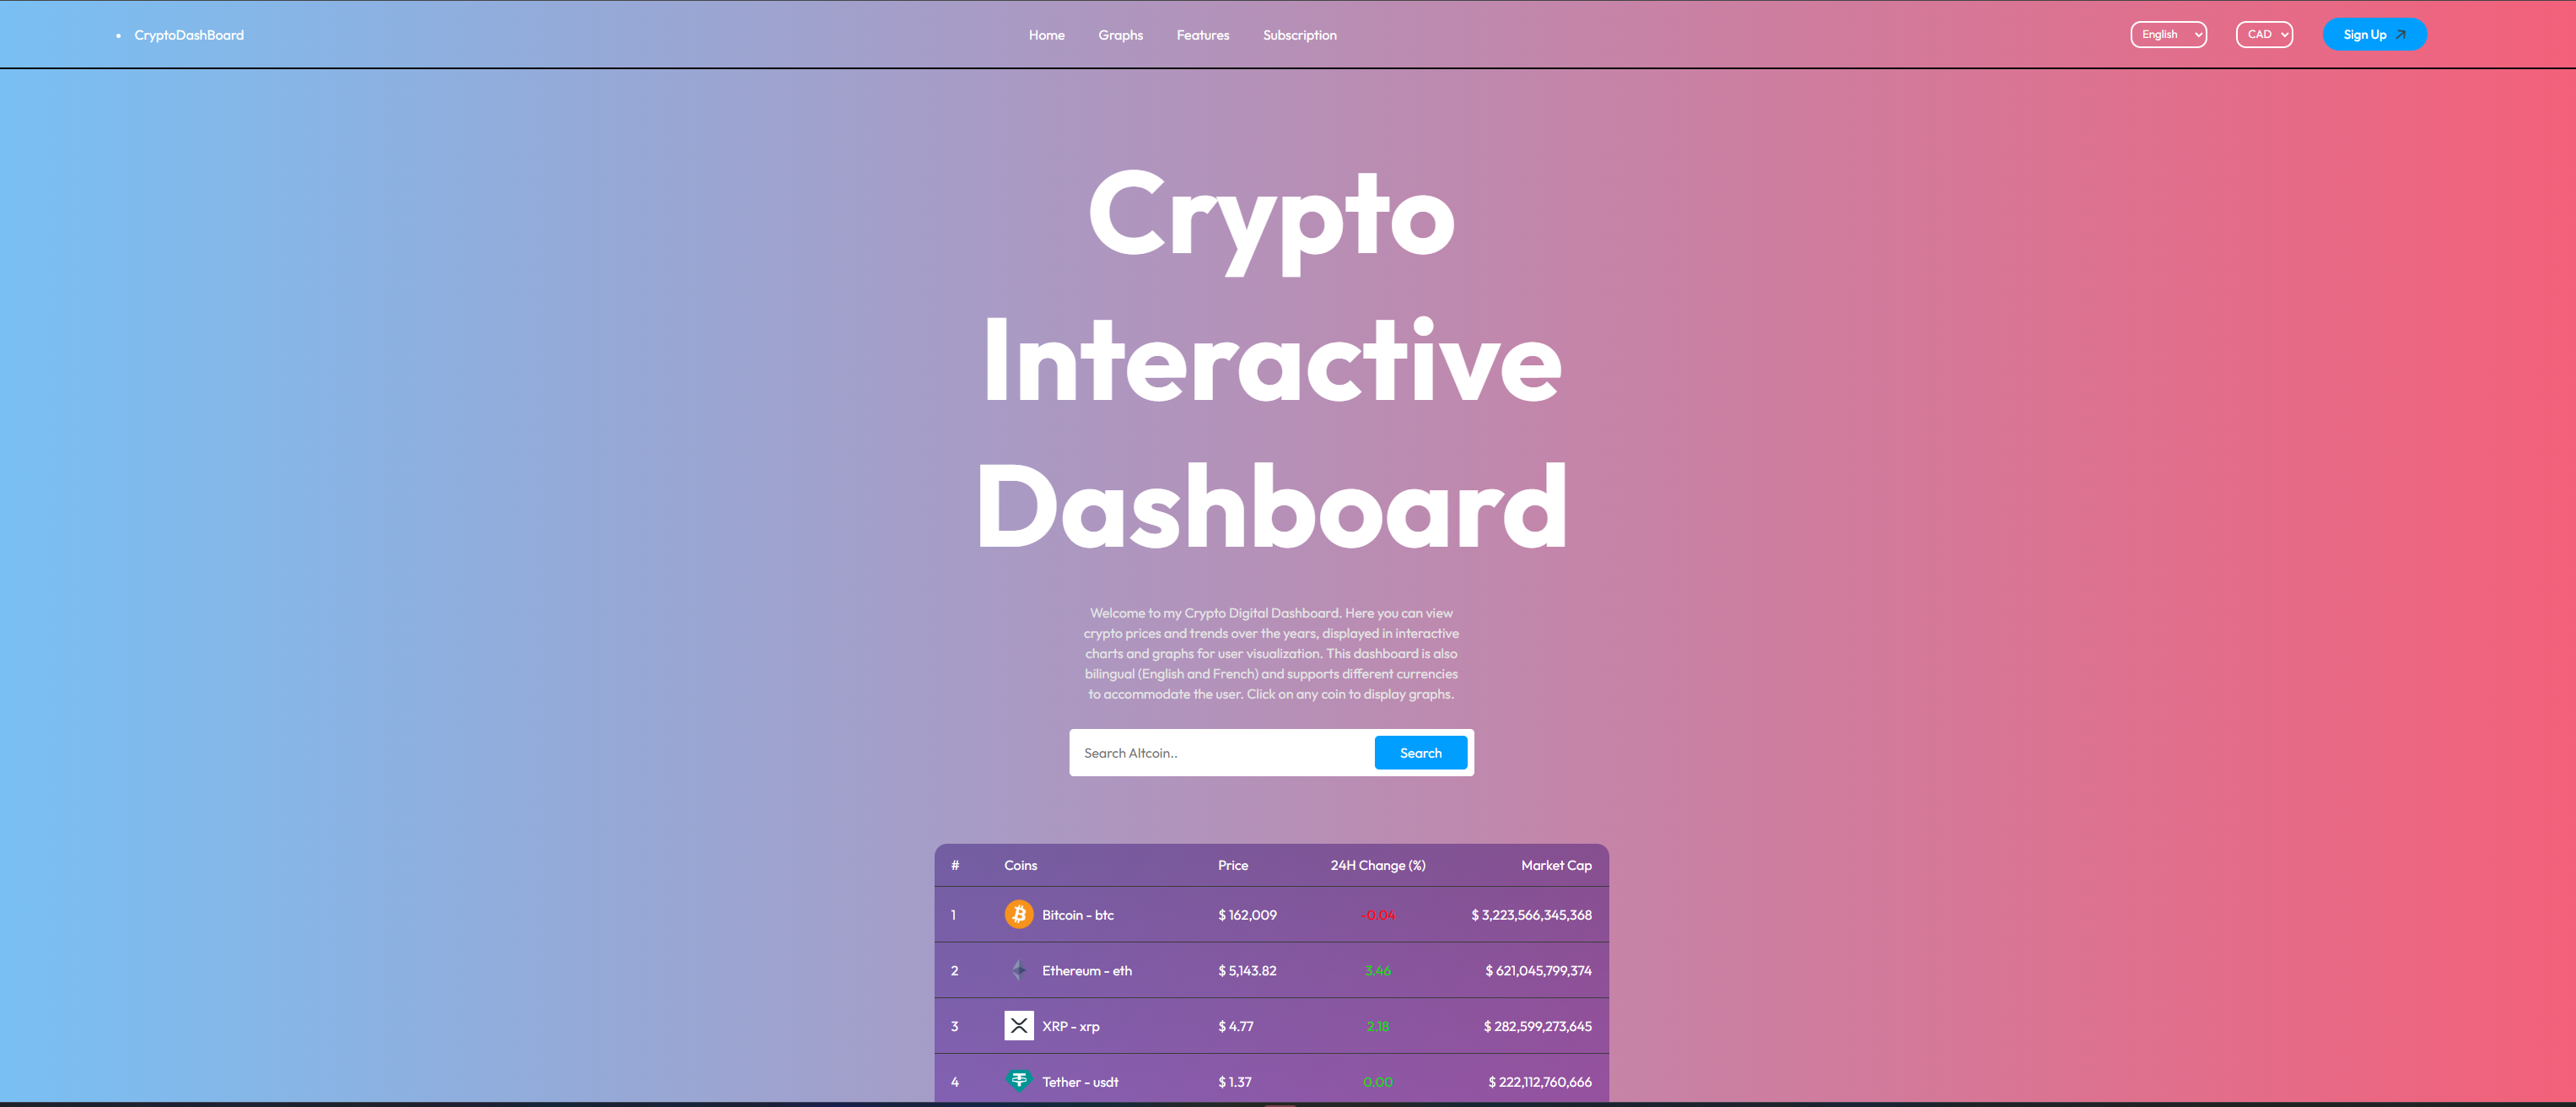 CryptoDashBoard
Home Graphs Features Subscription
English CAD Sign Up
Crypto
Interactive
Dashboard
Welcome to my Crypto Digital Dashboard. Here you can view
crypto prices and trends over the years, displayed in interactive
charts and graphs for user visualization. This dashboard is also
bilingual (English and French) and supports different currencies
to accommodate the user. Click on any coin to display graphs.
Search Altcoin.. Search
# Coins Price 24H Change (%) Market Cap
1 Bitcoin - btc $ 162,009 -0.04 $ 3,223,566,345,368
2 Ethereum - eth $ 5,143.82 3.46 $ 621,045,799,374
3 XRP - xrp $ 4.77 2.18 $ 282,599,273,645
4 Tether - usdt $ 1.37 0.00 $ 222,112,760,666